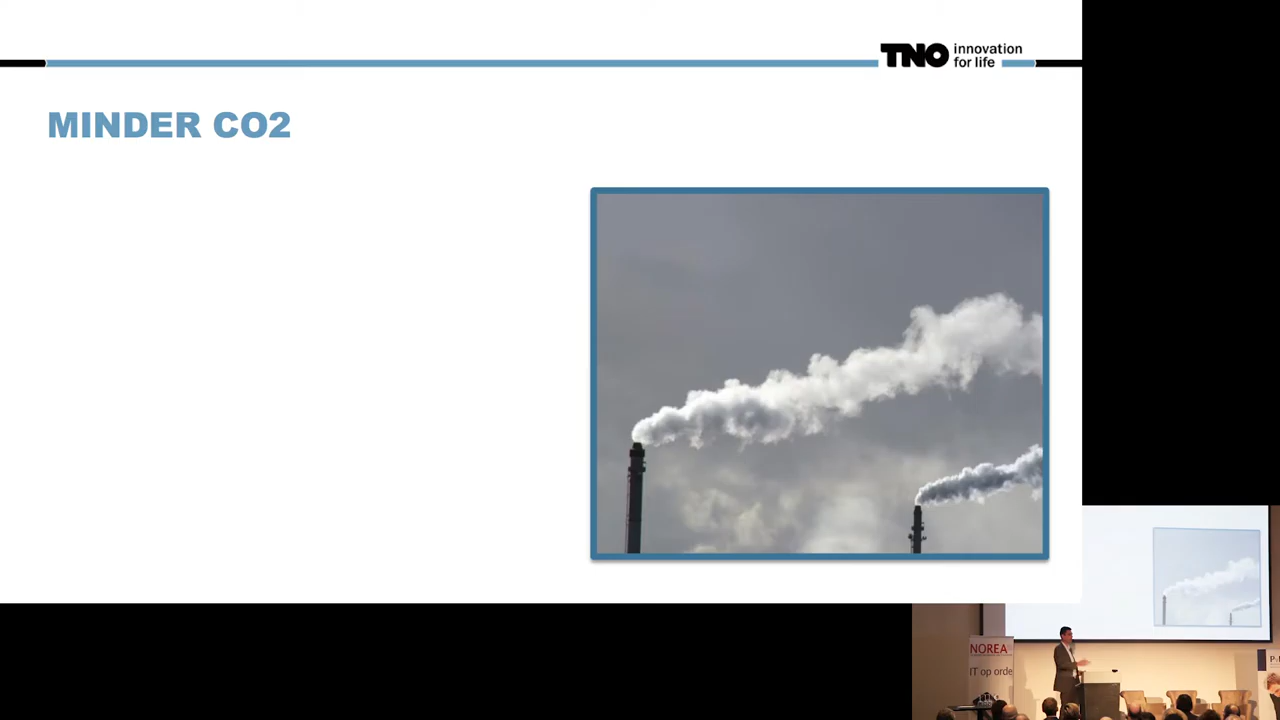 TNO innovation
for life
MINDER CO2
NOREA
IT op orde